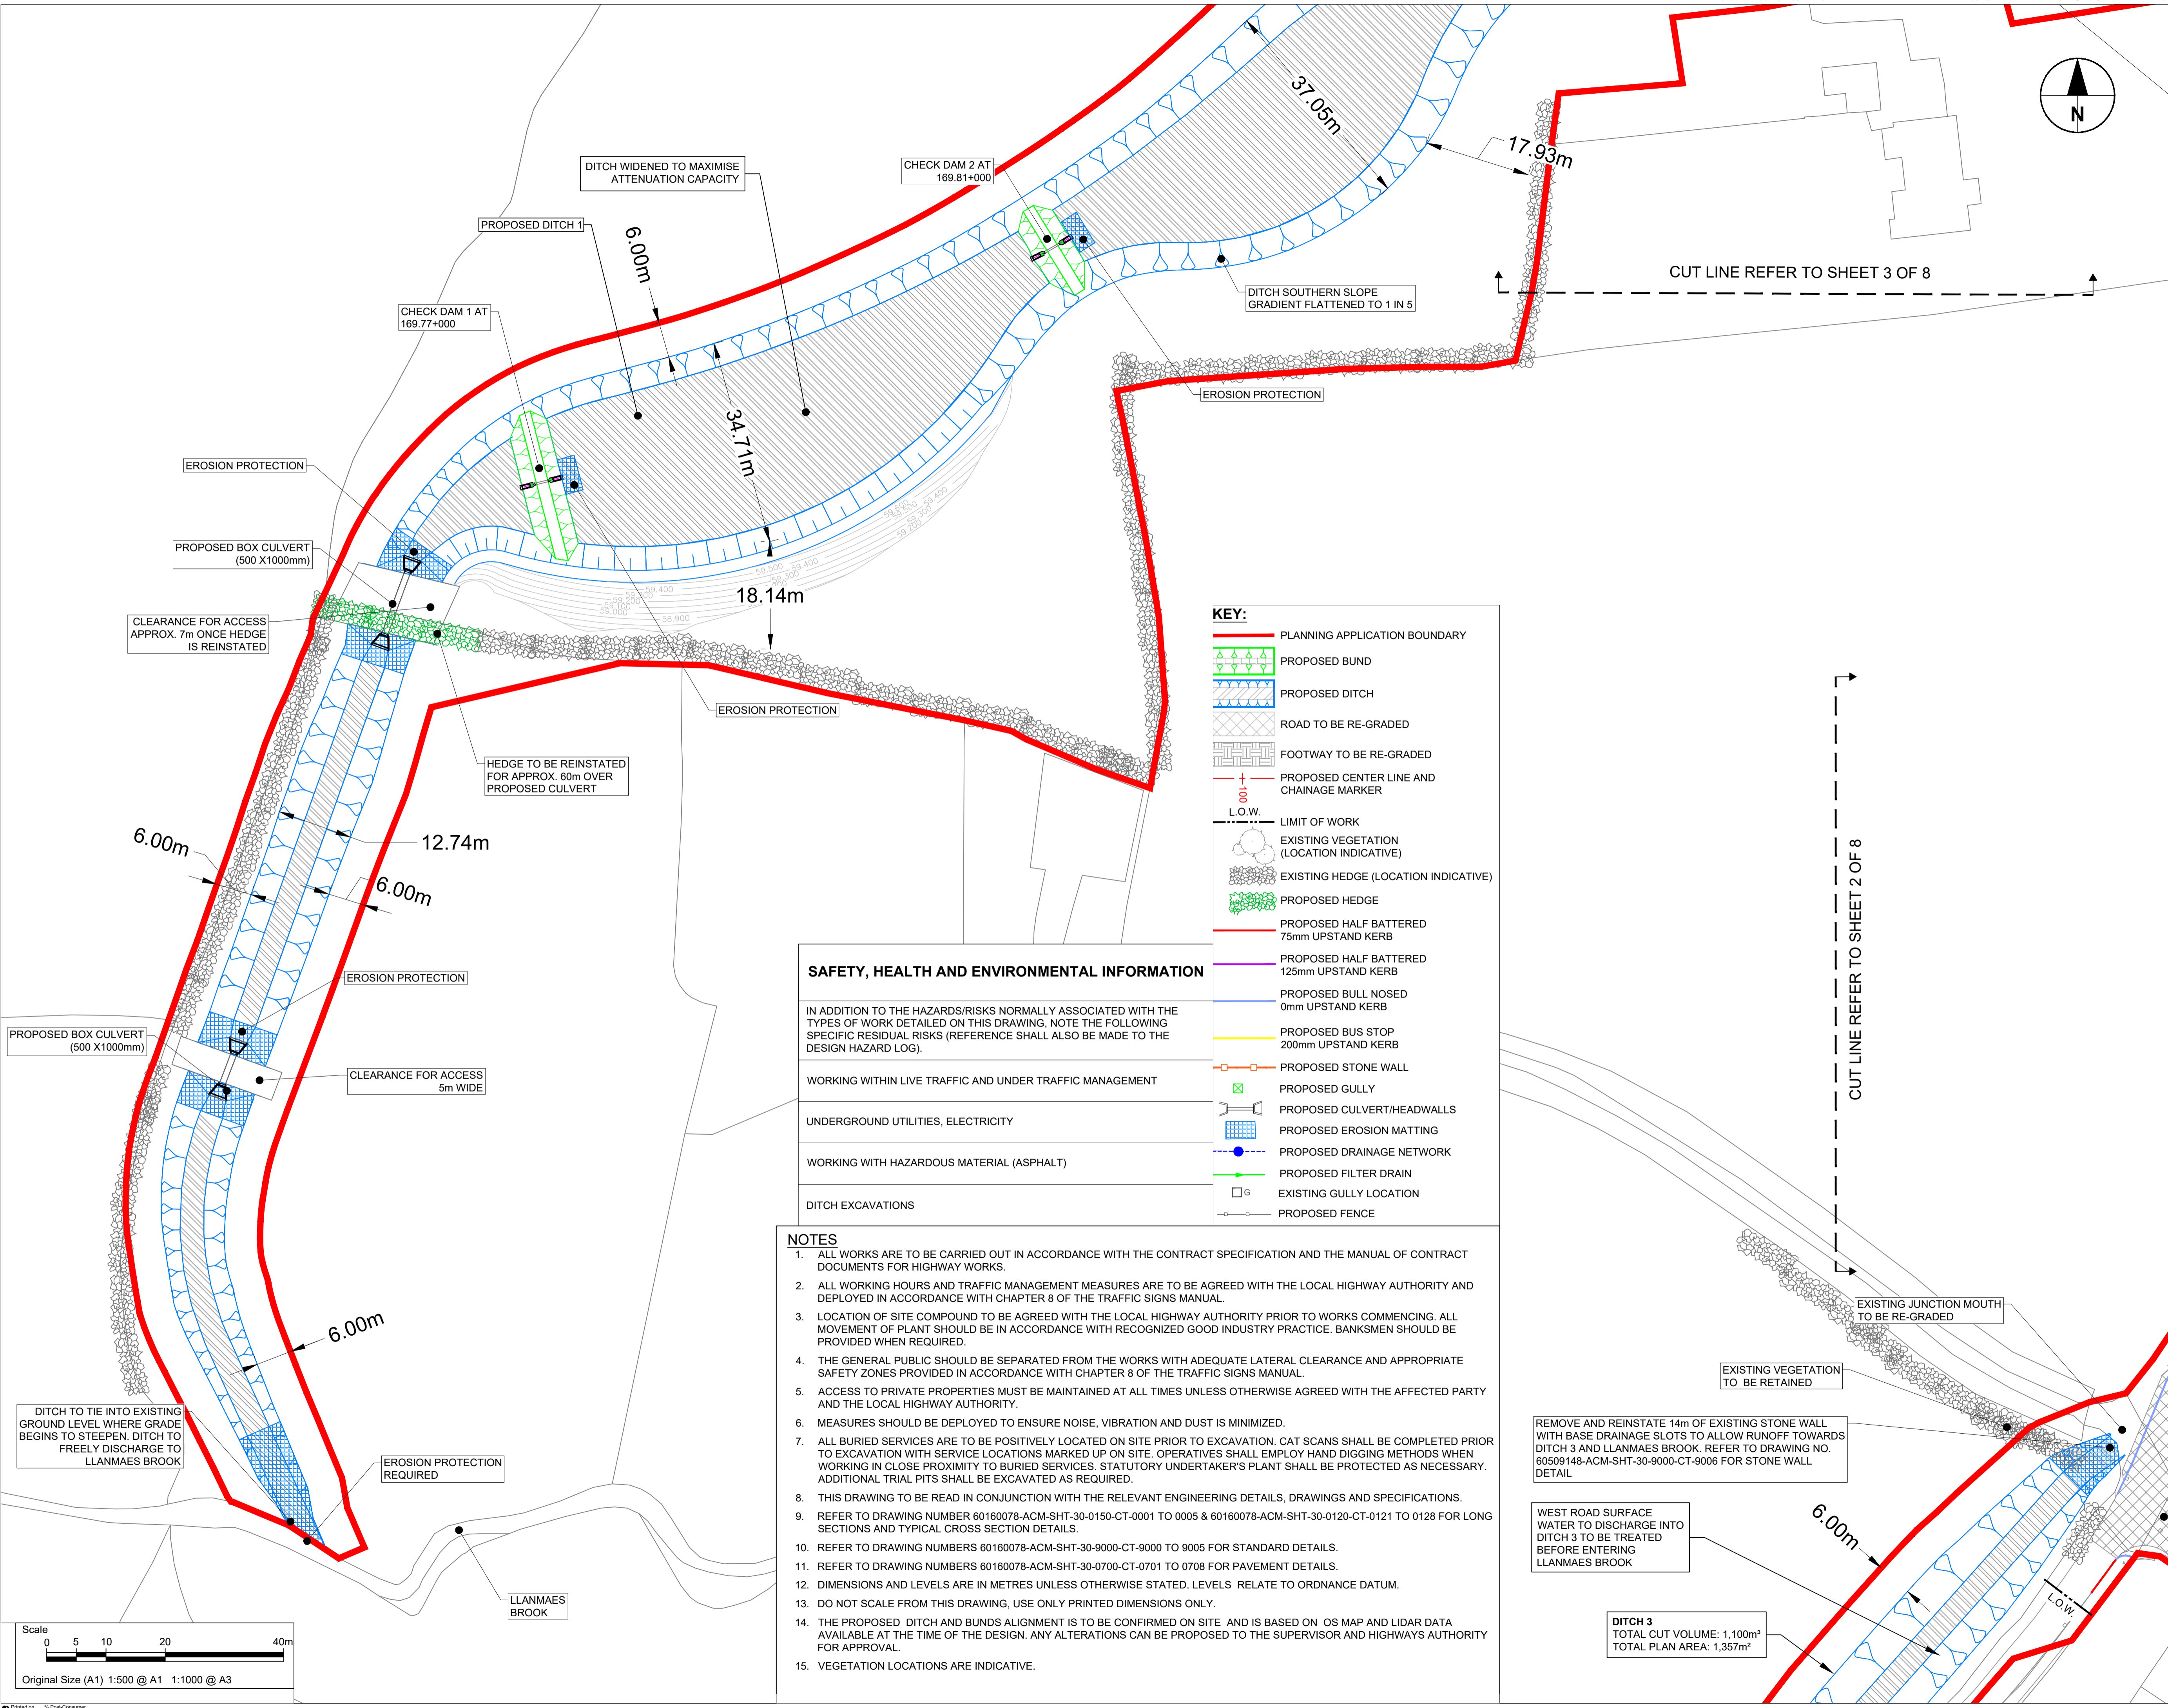 37.05m
17.93m
N
DITCH WIDENED TO MAXIMISE
ATTENUATION CAPACITY
CHECK DAM 2 AT
169.81+000
PROPOSED DITCH 1
6.00m
CUT LINE REFER TO SHEET 3 OF 8
DITCH SOUTHERN SLOPE
GRADIENT FLATTENED TO 1 IN 5
CHECK DAM 1 AT
169.77+000
EROSION PROTECTION
34.71m
EROSION PROTECTION
59.600
59.500
59.400
59.300
59.200
PROPOSED BOX CULVERT
(500 X1000mm)
59.500
59.400
59.300
59.400
59.300
59.200
59.100
59.000
58.900
18.14m
CLEARANCE FOR ACCESS
APPROX. 7m ONCE HEDGE
IS REINSTATED
EROSION PROTECTION
HEDGE TO BE REINSTATED
FOR APPROX. 60m OVER
PROPOSED CULVERT
6.00m
12.74m
6.00m
EROSION PROTECTION
PROPOSED BOX CULVERT
(500 X1000mm)
CLEARANCE FOR ACCESS
5m WIDE
6.00m
DITCH TO TIE INTO EXISTING
GROUND LEVEL WHERE GRADE
BEGINS TO STEEPEN. DITCH TO
FREELY DISCHARGE TO
LLANMAES BROOK
EROSION PROTECTION
REQUIRED
LLANMAES
BROOK
Scale
0 5 10 20 40m
Original Size (A1) 1:500 @ A1 1:1000 @ A3
Printed on % Post-Consumer
KEY:
PLANNING APPLICATION BOUNDARY
PROPOSED BUND
PROPOSED DITCH
ROAD TO BE RE-GRADED
FOOTWAY TO BE RE-GRADED
100
PROPOSED CENTER LINE AND
CHAINAGE MARKER
L.O.W.
LIMIT OF WORK
EXISTING VEGETATION
(LOCATION INDICATIVE)
EXISTING HEDGE (LOCATION INDICATIVE)
PROPOSED HEDGE
PROPOSED HALF BATTERED
75mm UPSTAND KERB
PROPOSED HALF BATTERED
125mm UPSTAND KERB
PROPOSED BULL NOSED
0mm UPSTAND KERB
PROPOSED BUS STOP
200mm UPSTAND KERB
PROPOSED STONE WALL
PROPOSED GULLY
PROPOSED CULVERT/HEADWALLS
PROPOSED EROSION MATTING
PROPOSED DRAINAGE NETWORK
PROPOSED FILTER DRAIN
G EXISTING GULLY LOCATION
PROPOSED FENCE
SAFETY, HEALTH AND ENVIRONMENTAL INFORMATION
IN ADDITION TO THE HAZARDS/RISKS NORMALLY ASSOCIATED WITH THE
TYPES OF WORK DETAILED ON THIS DRAWING, NOTE THE FOLLOWING
SPECIFIC RESIDUAL RISKS (REFERENCE SHALL ALSO BE MADE TO THE
DESIGN HAZARD LOG).
WORKING WITHIN LIVE TRAFFIC AND UNDER TRAFFIC MANAGEMENT
UNDERGROUND UTILITIES, ELECTRICITY
WORKING WITH HAZARDOUS MATERIAL (ASPHALT)
DITCH EXCAVATIONS
NOTES
1. ALL WORKS ARE TO BE CARRIED OUT IN ACCORDANCE WITH THE CONTRACT SPECIFICATION AND THE MANUAL OF CONTRACT
DOCUMENTS FOR HIGHWAY WORKS.
2. ALL WORKING HOURS AND TRAFFIC MANAGEMENT MEASURES ARE TO BE AGREED WITH THE LOCAL HIGHWAY AUTHORITY AND
DEPLOYED IN ACCORDANCE WITH CHAPTER 8 OF THE TRAFFIC SIGNS MANUAL.
3. LOCATION OF SITE COMPOUND TO BE AGREED WITH THE LOCAL HIGHWAY AUTHORITY PRIOR TO WORKS COMMENCING. ALL
MOVEMENT OF PLANT SHOULD BE IN ACCORDANCE WITH RECOGNIZED GOOD INDUSTRY PRACTICE. BANKSMEN SHOULD BE
PROVIDED WHEN REQUIRED.
4. THE GENERAL PUBLIC SHOULD BE SEPARATED FROM THE WORKS WITH ADEQUATE LATERAL CLEARANCE AND APPROPRIATE
SAFETY ZONES PROVIDED IN ACCORDANCE WITH CHAPTER 8 OF THE TRAFFIC SIGNS MANUAL.
5. ACCESS TO PRIVATE PROPERTIES MUST BE MAINTAINED AT ALL TIMES UNLESS OTHERWISE AGREED WITH THE AFFECTED PARTY
AND THE LOCAL HIGHWAY AUTHORITY.
6. MEASURES SHOULD BE DEPLOYED TO ENSURE NOISE, VIBRATION AND DUST IS MINIMIZED.
7. ALL BURIED SERVICES ARE TO BE POSITIVELY LOCATED ON SITE PRIOR TO EXCAVATION. CAT SCANS SHALL BE COMPLETED PRIOR
TO EXCAVATION WITH SERVICE LOCATIONS MARKED UP ON SITE. OPERATIVES SHALL EMPLOY HAND DIGGING METHODS WHEN
WORKING IN CLOSE PROXIMITY TO BURIED SERVICES. STATUTORY UNDERTAKER'S PLANT SHALL BE PROTECTED AS NECESSARY.
ADDITIONAL TRIAL PITS SHALL BE EXCAVATED AS REQUIRED.
8. THIS DRAWING TO BE READ IN CONJUNCTION WITH THE RELEVANT ENGINEERING DETAILS, DRAWINGS AND SPECIFICATIONS.
9. REFER TO DRAWING NUMBER 60160078-ACM-SHT-30-0150-CT-0001 TO 0005 & 60160078-ACM-SHT-30-0120-CT-0121 TO 0128 FOR LONG
SECTIONS AND TYPICAL CROSS SECTION DETAILS.
10. REFER TO DRAWING NUMBERS 60160078-ACM-SHT-30-9000-CT-9000 TO 9005 FOR STANDARD DETAILS.
11. REFER TO DRAWING NUMBERS 60160078-ACM-SHT-30-0700-CT-0701 TO 0708 FOR PAVEMENT DETAILS.
12. DIMENSIONS AND LEVELS ARE IN METRES UNLESS OTHERWISE STATED. LEVELS RELATE TO ORDNANCE DATUM.
13. DO NOT SCALE FROM THIS DRAWING, USE ONLY PRINTED DIMENSIONS ONLY.
14. THE PROPOSED DITCH AND BUNDS ALIGNMENT IS TO BE CONFIRMED ON SITE AND IS BASED ON OS MAP AND LIDAR DATA
AVAILABLE AT THE TIME OF THE DESIGN. ANY ALTERATIONS CAN BE PROPOSED TO THE SUPERVISOR AND HIGHWAYS AUTHORITY
FOR APPROVAL.
15. VEGETATION LOCATIONS ARE INDICATIVE.
CUT LINE REFER TO SHEET 2 OF 8
EXISTING JUNCTION MOUTH
TO BE RE-GRADED
EXISTING VEGETATION
TO BE RETAINED
REMOVE AND REINSTATE 14m OF EXISTING STONE WALL
WITH BASE DRAINAGE SLOTS TO ALLOW RUNOFF TOWARDS
DITCH 3 AND LLANMAES BROOK. REFER TO DRAWING NO.
60509148-ACM-SHT-30-9000-CT-9006 FOR STONE WALL
DETAIL
WEST ROAD SURFACE
WATER TO DISCHARGE INTO
DITCH 3 TO BE TREATED
BEFORE ENTERING
LLANMAES BROOK
6.00m
L.O.W.
DITCH 3
TOTAL CUT VOLUME: 1,100m³
TOTAL PLAN AREA: 1,357m²